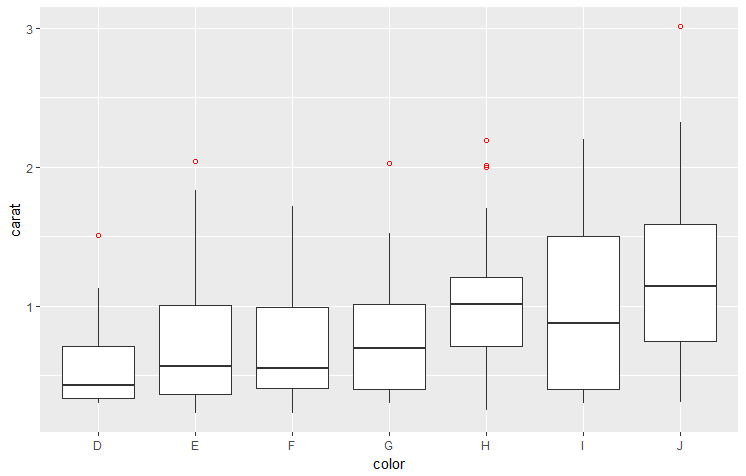 3
2
1
carat
D E F G H I J
color